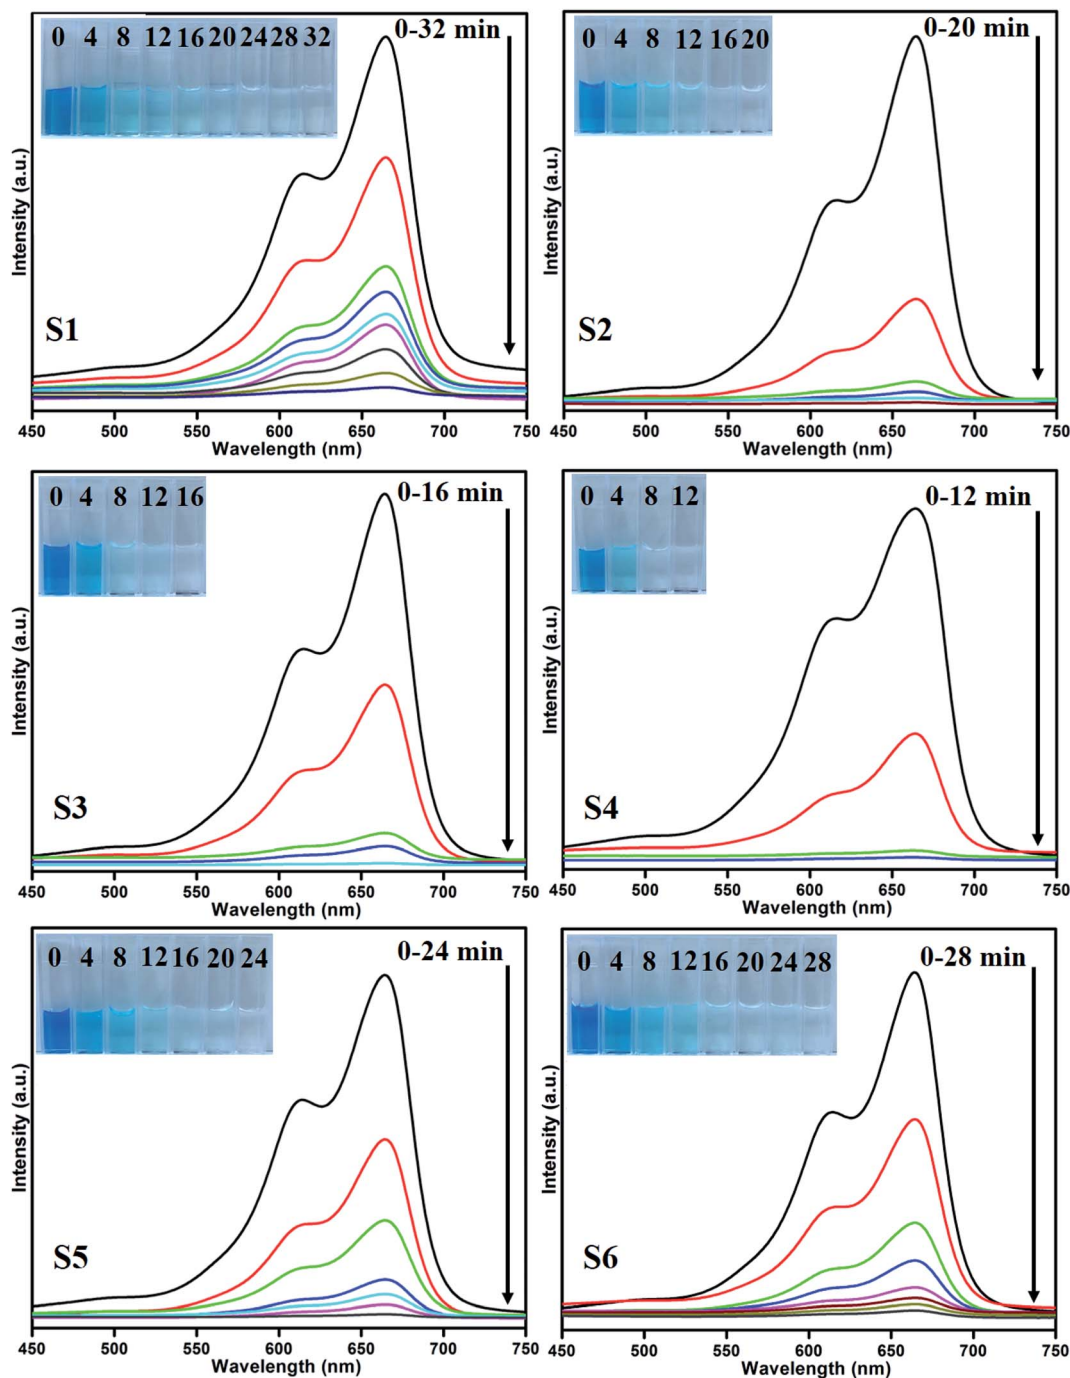 0 4 8 12 16 20 24 28 32
0-32 min
Intensity (a.u.)
S1
450 500 550 600 650 700 750
Wavelength (nm)
0 4 8 12 16 20
0-20 min
Intensity (a.u.)
S2
450 500 550 600 650 700 750
Wavelength (nm)
0 4 8 12 16
0-16 min
Intensity (a.u.)
S3
450 500 550 600 650 700 750
Wavelength (nm)
0 4 8 12
0-12 min
Intensity (a.u.)
S4
450 500 550 600 650 700 750
Wavelength (nm)
0 4 8 12 16 20 24
0-24 min
Intensity (a.u.)
S5
450 500 550 600 650 700 750
Wavelength (nm)
0 4 8 12 16 20 24 28
0-28 min
Intensity (a.u.)
S6
450 500 550 600 650 700 750
Wavelength (nm)